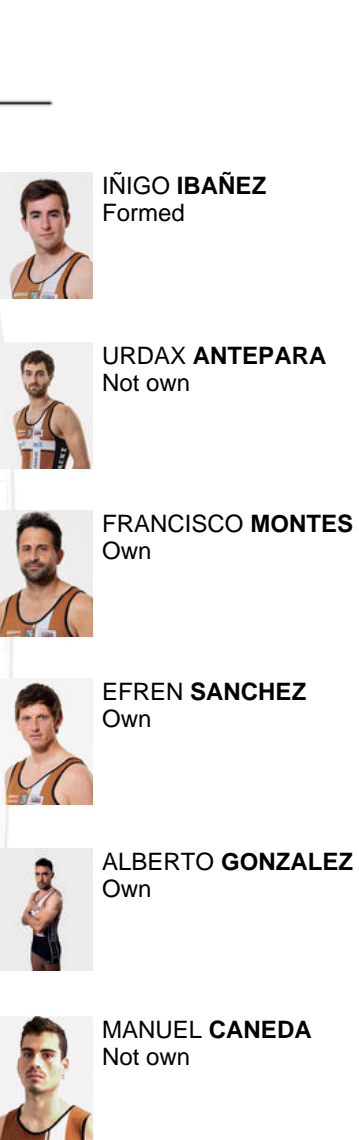 IÑIGO IBAÑEZ
Formed
URDAX ANTEPARA
Not own
FRANCISCO MONTES
Own
EFREN SANCHEZ
Own
ALBERTO GONZALEZ
Own
MANUEL CANEDA
Not own